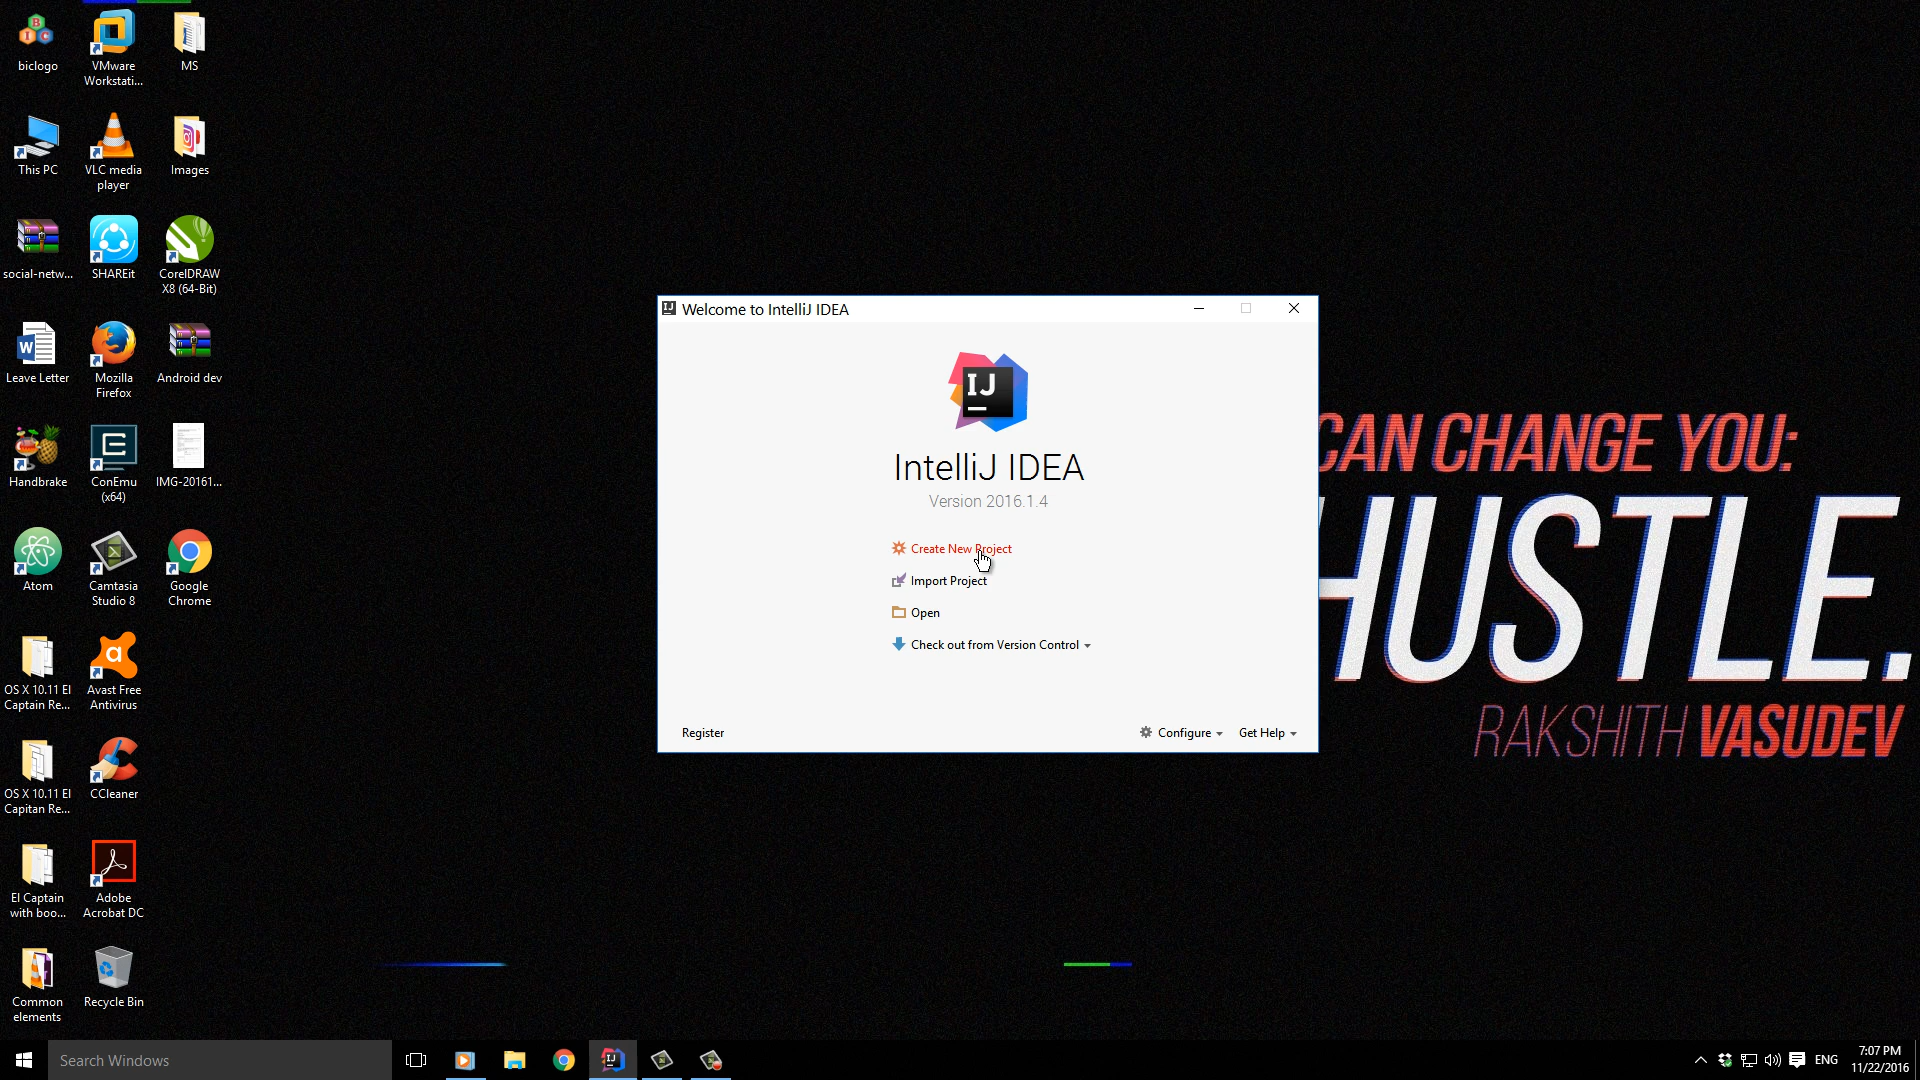 biclogo
VMware
Workstati...
MS
This PC
VLC media
player
Images
social-netw...
SHAREit
CorelDRAW
X8 (64-Bit)
Leave Letter
Mozilla
Firefox
Android dev
Handbrake
ConEmu
(x64)
IMG-20161...
Atom
Camtasia
Studio 8
Google
Chrome
OS X 10.11 El
Captain Re...
Avast Free
Antivirus
OS X 10.11 El
Capitan Re...
CCleaner
El Captain
with boo...
Adobe
Acrobat DC
Common
elements
Recycle Bin
Welcome to IntelliJ IDEA
IJ
IntelliJ IDEA
Version 2016.1.4
Create New Project
Import Project
Open
Check out from Version Control
Register
Configure
Get Help
CAN CHANGE YOU:
HUSTLE.
RAKSHITH VASUDEV
Search Windows
ENG
7:07 PM
11/22/2016